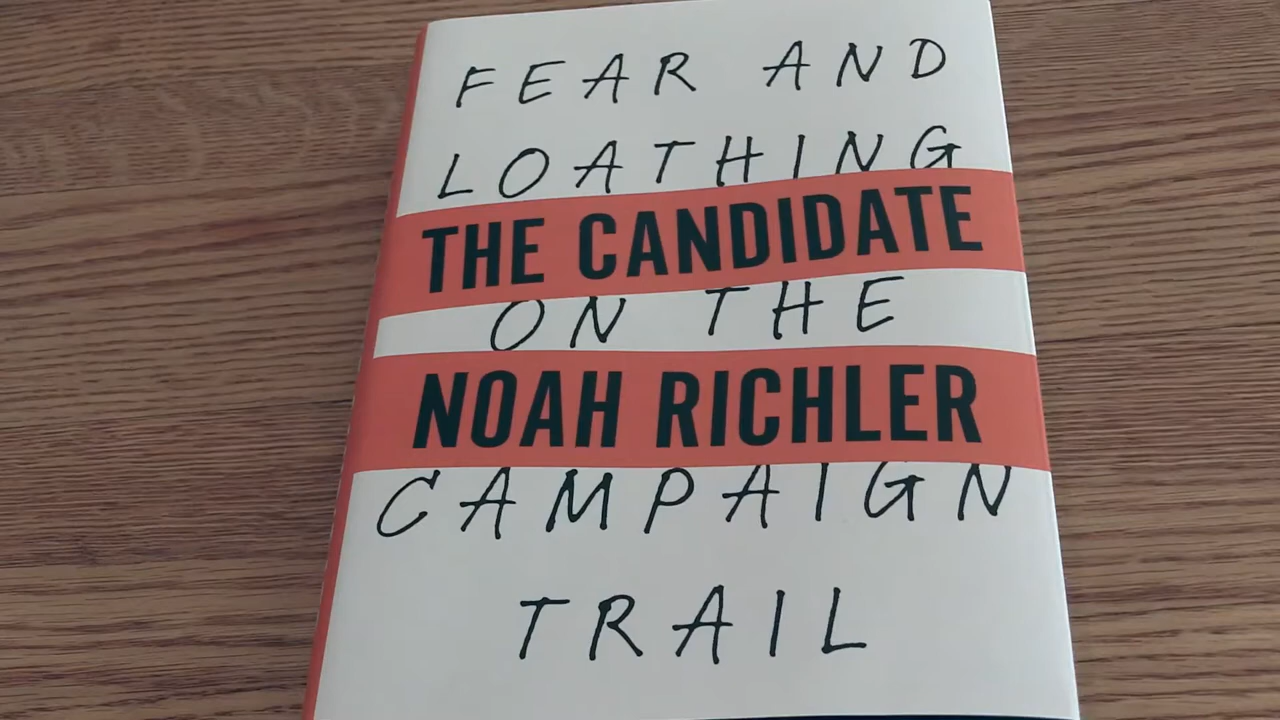 FEAR AND
LOATHING
THE CANDIDATE
ON THE
NOAH RICHLER
CAMPAIGN
TRAIL